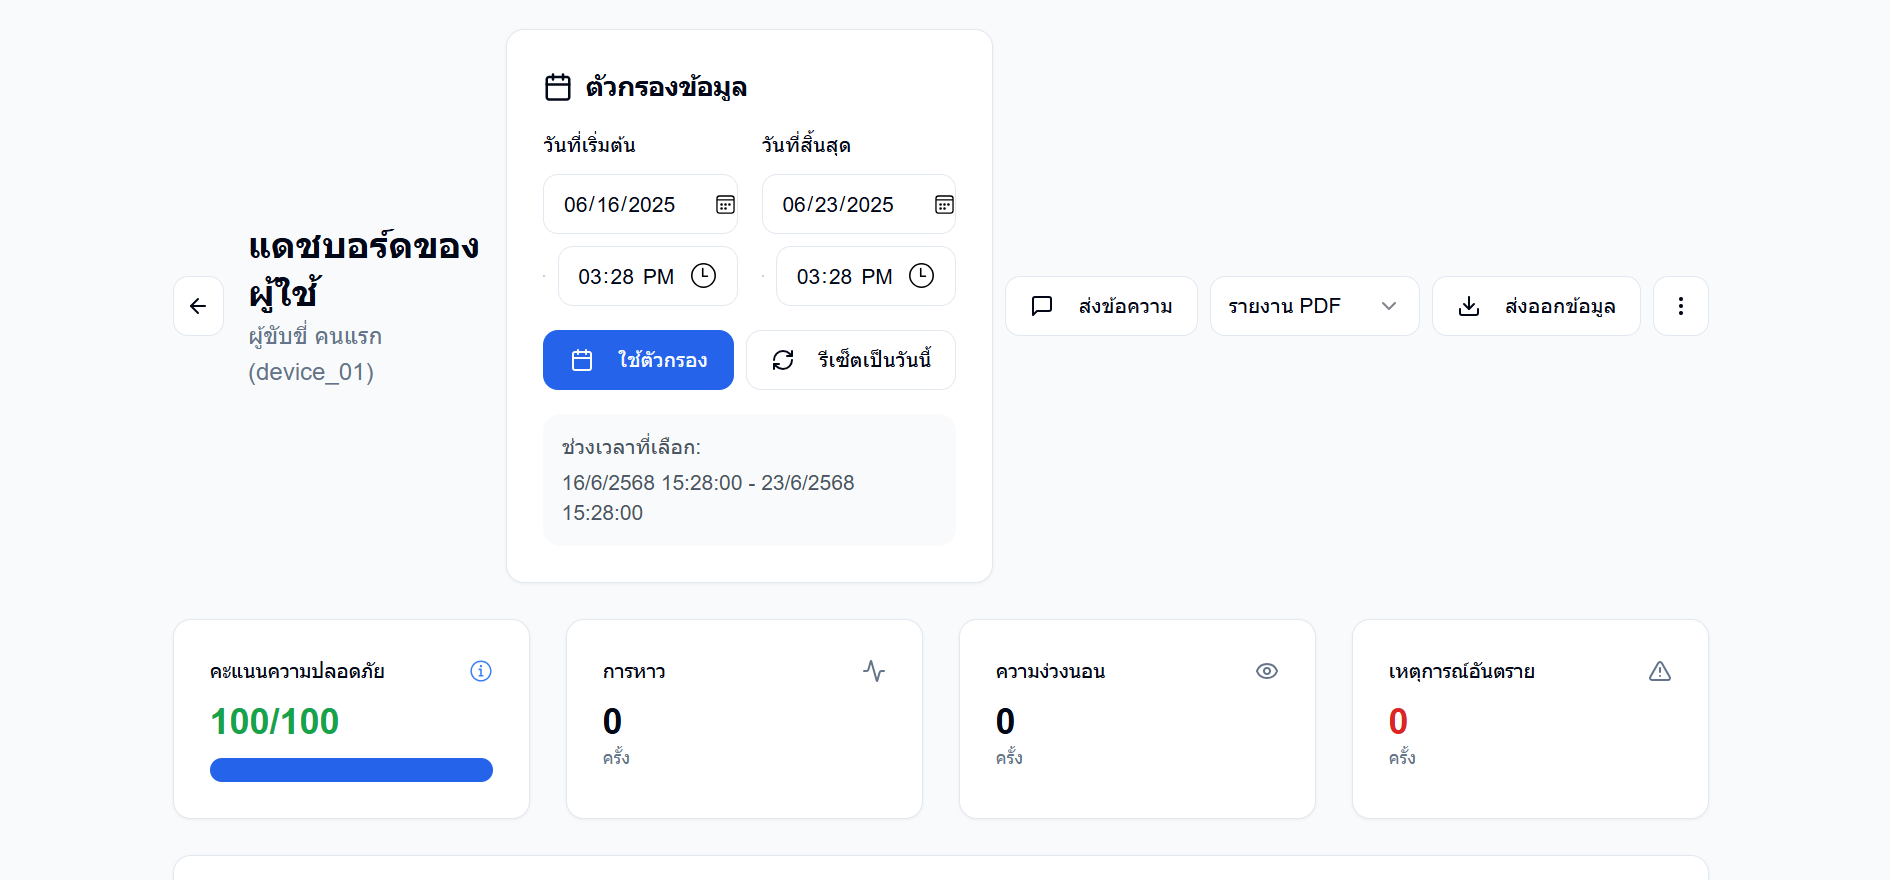 แดชบอร์ดของ
ผู้ใช้
ผู้ขับขี่ คนแรก
(device_01)
ตัวกรองข้อมูล
วันที่เริ่มต้น
วันที่สิ้นสุด
06/16/2025
06/23/2025
03:28 PM
03:28 PM
ใช้ตัวกรอง
รีเซ็ตเป็นวันนี้
ช่วงเวลาที่เลือก:
16/6/2568 15:28:00 - 23/6/2568
15:28:00
ส่งข้อความ
รายงาน PDF
ส่งออกข้อมูล
คะแนนความปลอดภัย
100/100
การหาว
0
ครั้ง
ความง่วงนอน
0
ครั้ง
เหตุการณ์อันตราย
0
ครั้ง